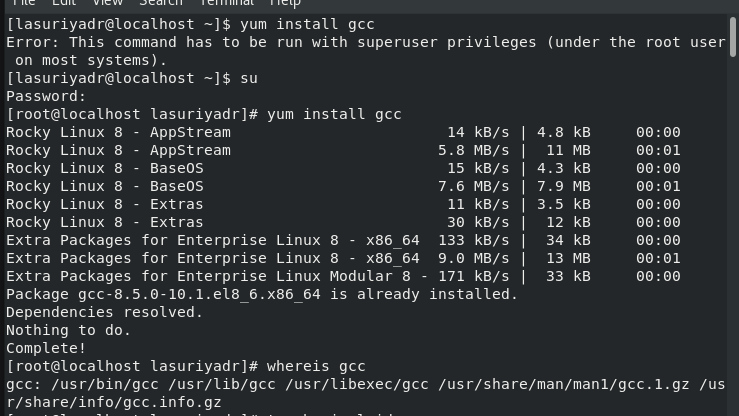 File Edit View Search Terminal Help
[lasuriyadr@localhost ~]$ yum install gcc
Error: This command has to be run with superuser privileges (under the root user
 on most systems).
[lasuriyadr@localhost ~]$ su
Password:
[root@localhost lasuriyadr]# yum install gcc
Rocky Linux 8 - AppStream                        14 kB/s | 4.8 kB     00:00
Rocky Linux 8 - AppStream                       5.8 MB/s |  11 MB     00:01
Rocky Linux 8 - BaseOS                           15 kB/s | 4.3 kB     00:00
Rocky Linux 8 - BaseOS                          7.6 MB/s | 7.9 MB     00:01
Rocky Linux 8 - Extras                           11 kB/s | 3.5 kB     00:00
Rocky Linux 8 - Extras                           30 kB/s |  12 kB     00:00
Extra Packages for Enterprise Linux 8 - x86_64  133 kB/s |  34 kB     00:00
Extra Packages for Enterprise Linux 8 - x86_64  9.0 MB/s |  13 MB     00:01
Extra Packages for Enterprise Linux Modular 8 - 171 kB/s |  33 kB     00:00
Package gcc-8.5.0-10.1.el8_6.x86_64 is already installed.
Dependencies resolved.
Nothing to do.
Complete!
[root@localhost lasuriyadr]# whereis gcc
gcc: /usr/bin/gcc /usr/lib/gcc /usr/libexec/gcc /usr/share/man/man1/gcc.1.gz /us
r/share/info/gcc.info.gz